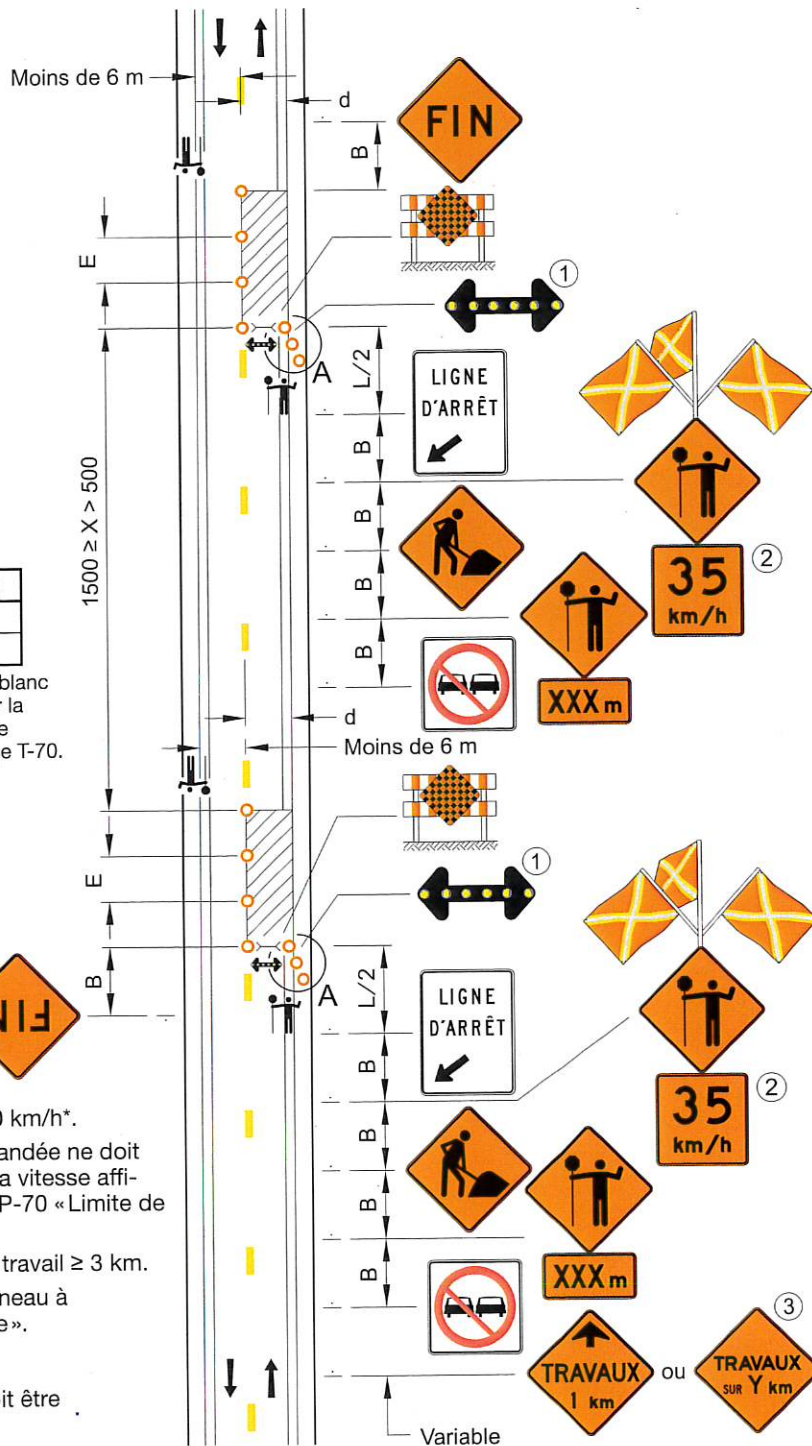 Moins de 6 m
d
FIN
B
E
1
A
L/2
LIGNE
D'ARRÊT
B
B
B
B
35
km/h
2
XXX m
1500 ≥ X > 500
blanc
r la
e
e T-70.
d
Moins de 6 m
E
B
1
A
L/2
LIGNE
D'ARRÊT
B
B
B
B
35
km/h
2
XXX m
FIN
0 km/h*.
andée ne doit
a vitesse affi-
P-70 « Limite de
travail ≥ 3 km.
neau à
e».
it être
TRAVAUX
1 km
ou
TRAVAUX
SUR Y km
3
Variable